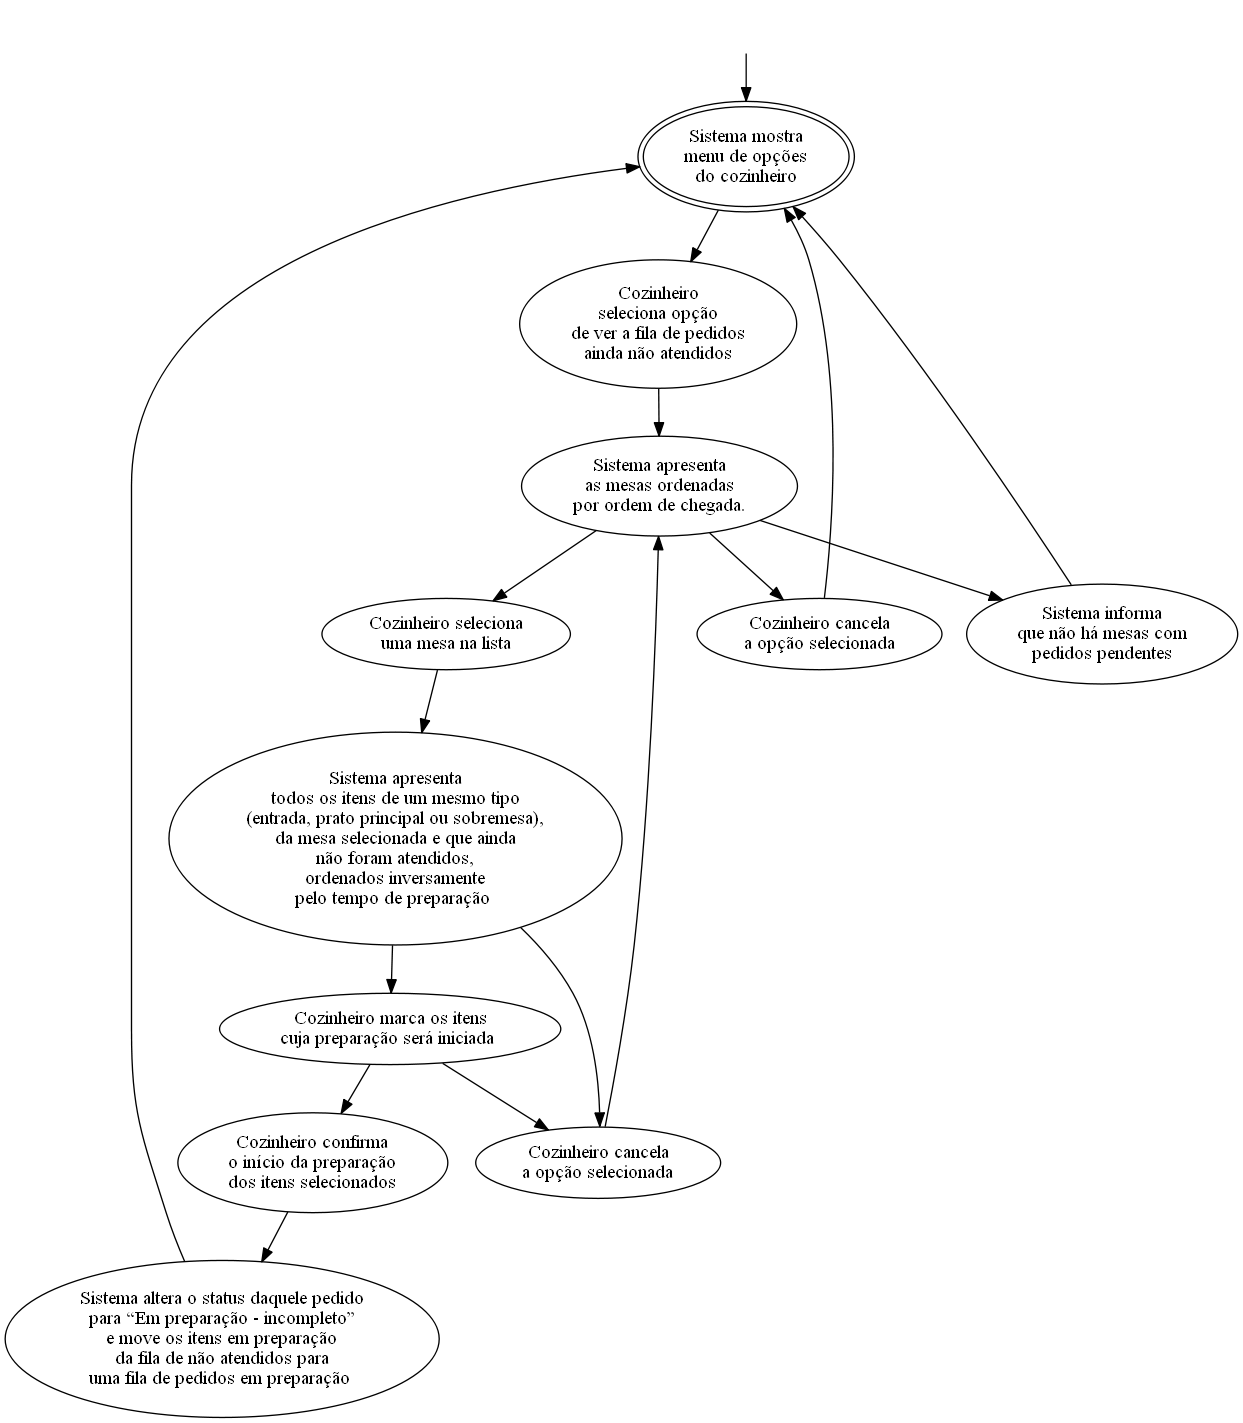 Sistema mostra
menu de opções
do cozinheiro
Cozinheiro
seleciona opção
de ver a fila de pedidos
ainda não atendidos
Sistema apresenta
as mesas ordenadas
por ordem de chegada.
Cozinheiro seleciona
uma mesa na lista
Cozinheiro cancela
a opção selecionada
Sistema informa
que não há mesas com
pedidos pendentes
Sistema apresenta
todos os itens de um mesmo tipo
(entrada, prato principal ou sobremesa),
da mesa selecionada e que ainda
não foram atendidos,
ordenados inversamente
pelo tempo de preparação
Cozinheiro marca os itens
cuja preparação será iniciada
Cozinheiro confirma
o início da preparação
dos itens selecionados
Cozinheiro cancela
a opção selecionada
Sistema altera o status daquele pedido
para “Em preparação - incompleto”
e move os itens em preparação
da fila de não atendidos para
uma fila de pedidos em preparação